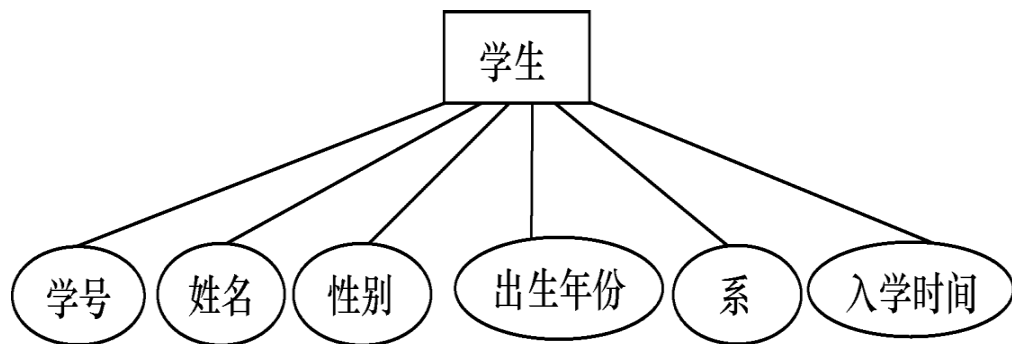 学生
学号
姓名
性别
出生年份
系
入学时间